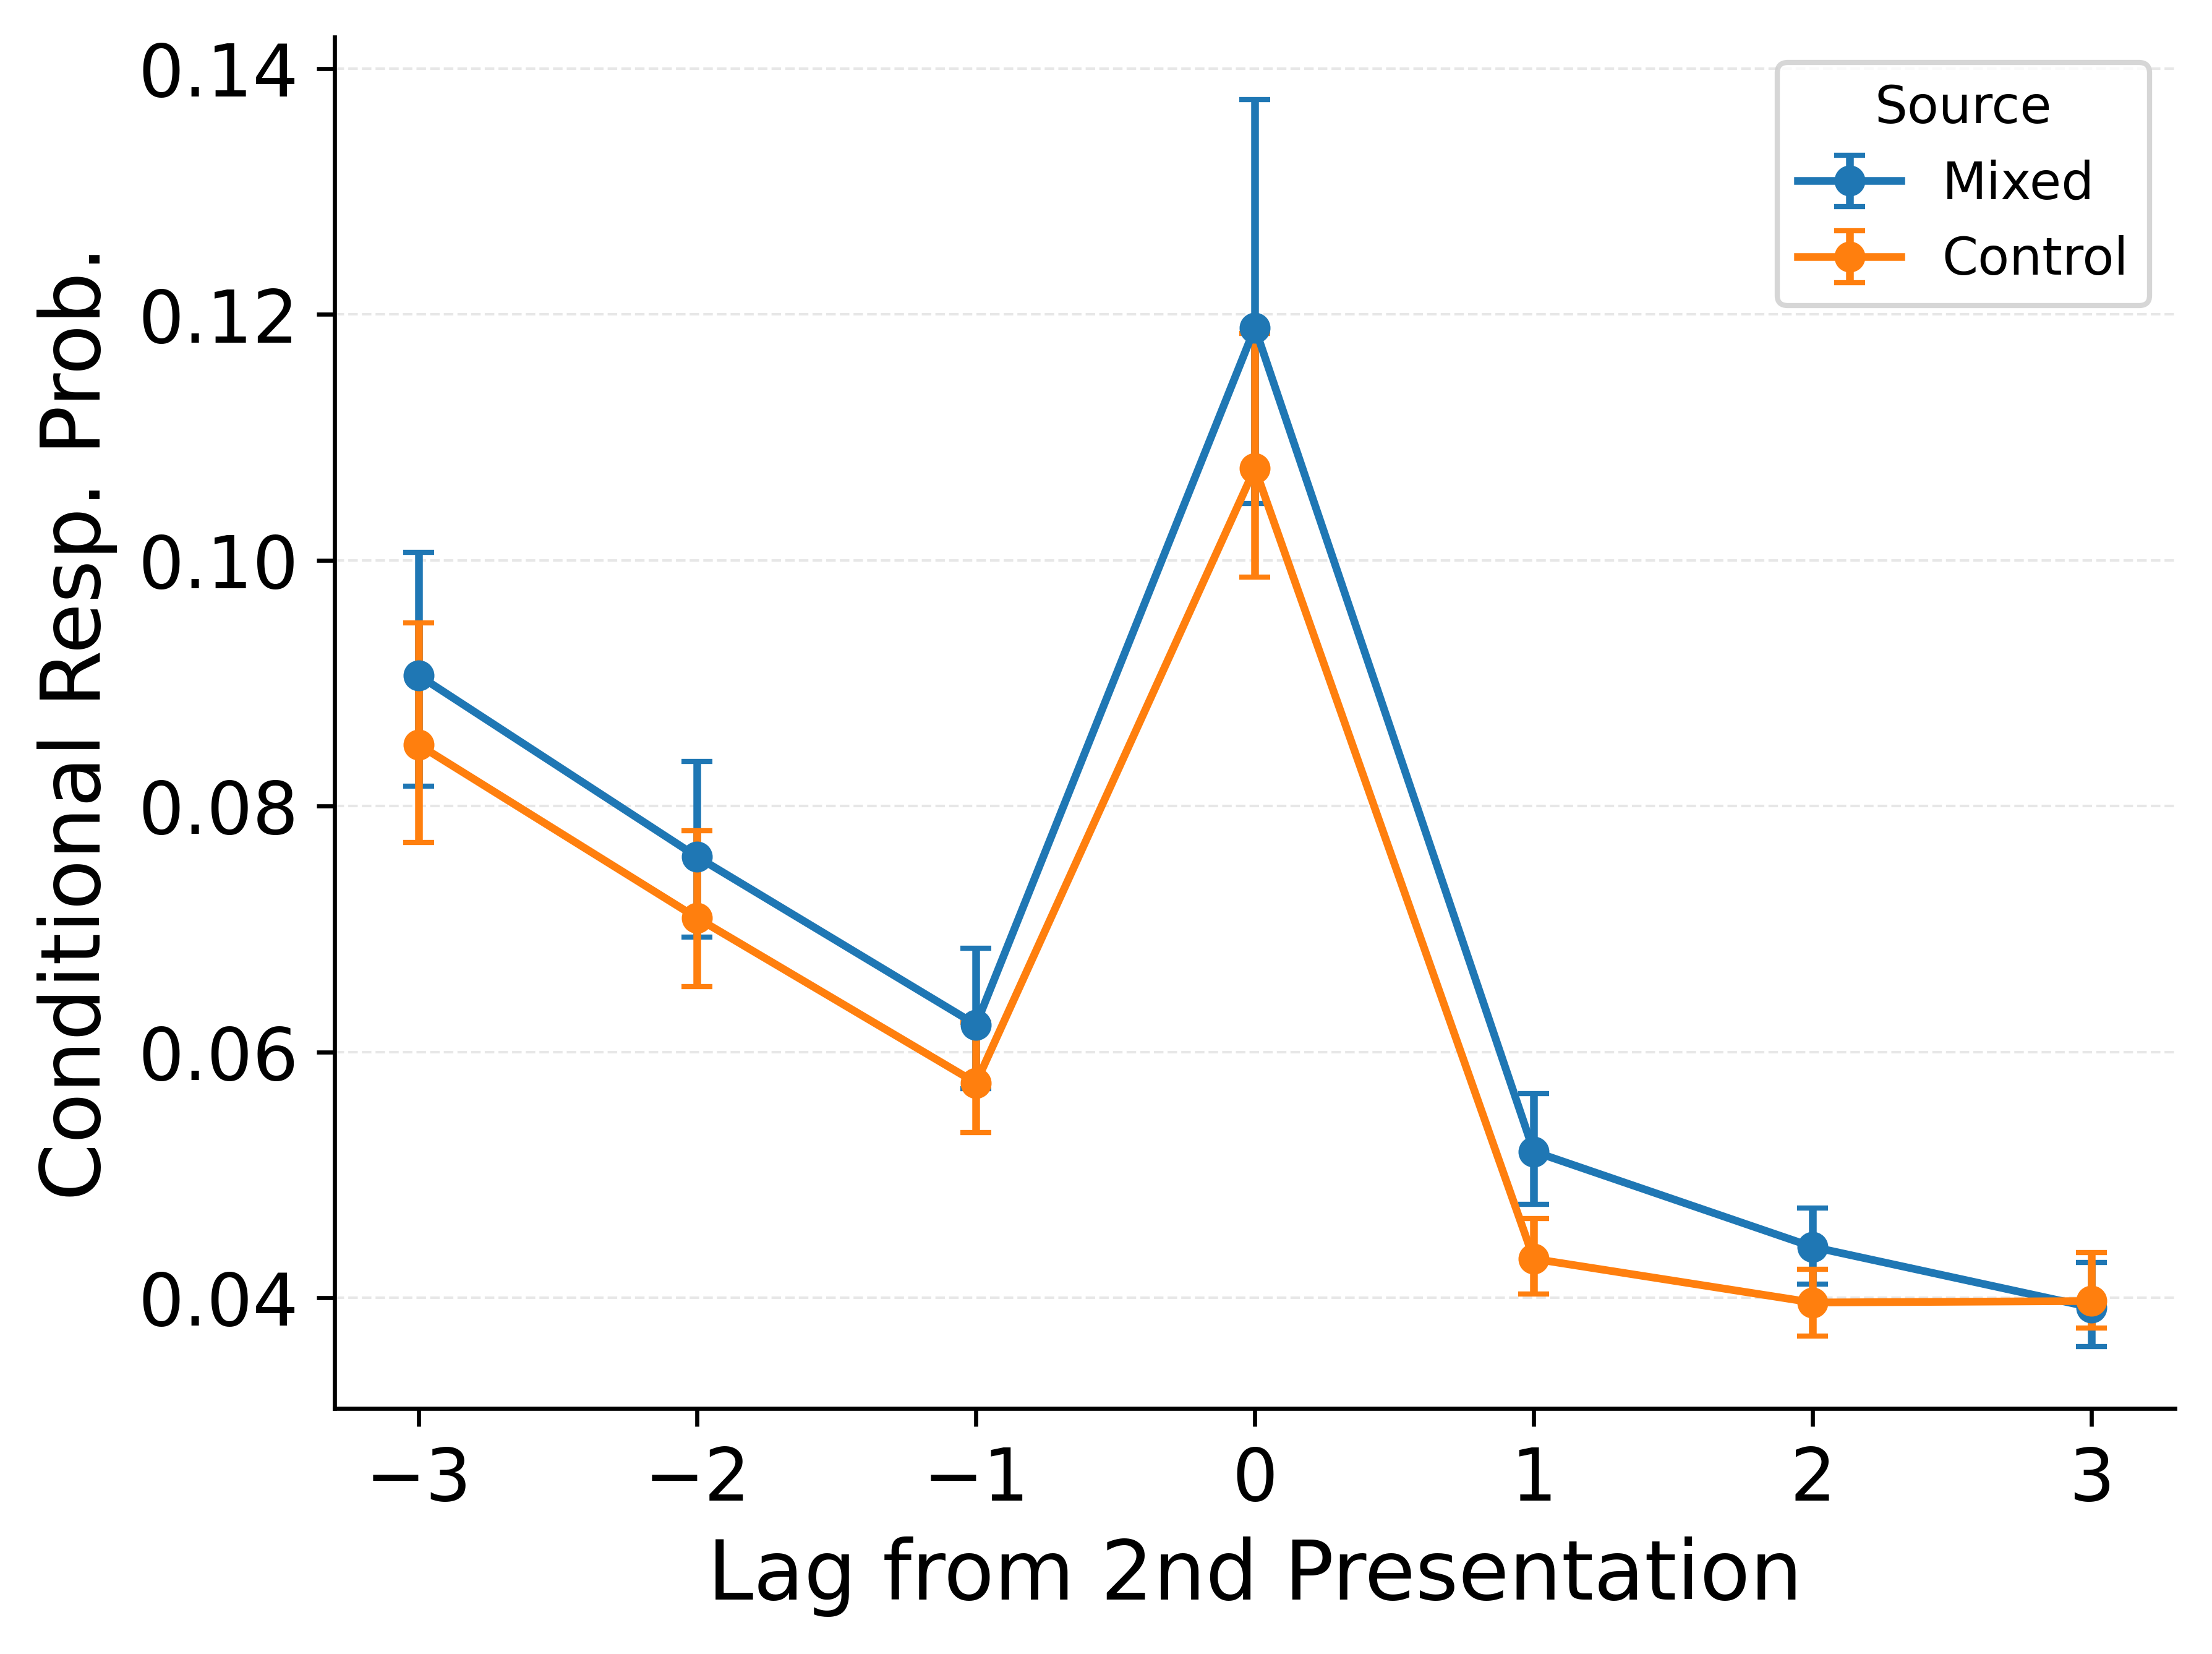 0.14
0.12
0.10
0.08
0.06
0.04
Conditional Resp. Prob.
Source
Mixed
Control
−3 −2 −1 0 1 2 3
Lag from 2nd Presentation